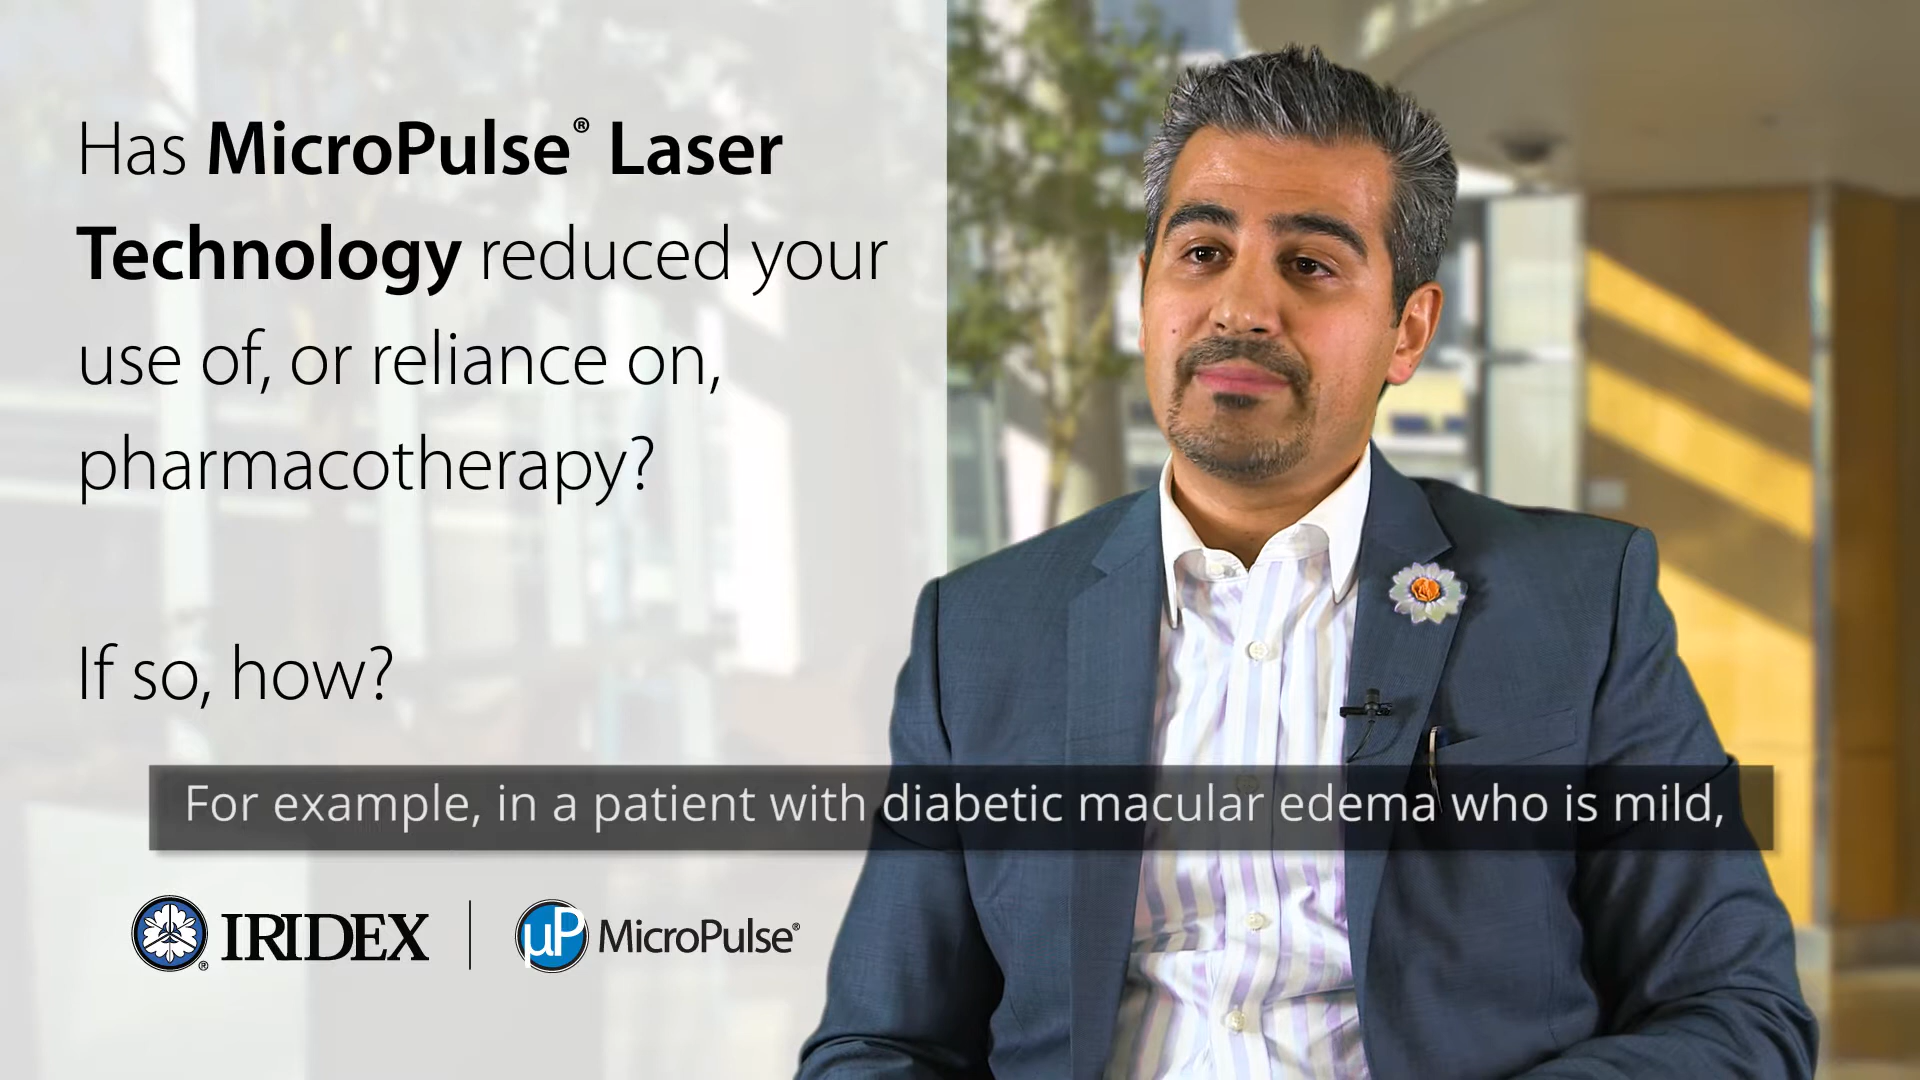 Has MicroPulse® Laser
Technology reduced your
use of, or reliance on,
pharmacotherapy?
If so, how?
For example, in a patient with diabetic macular edema who is mild,
IRIDEX® | µP MicroPulse®